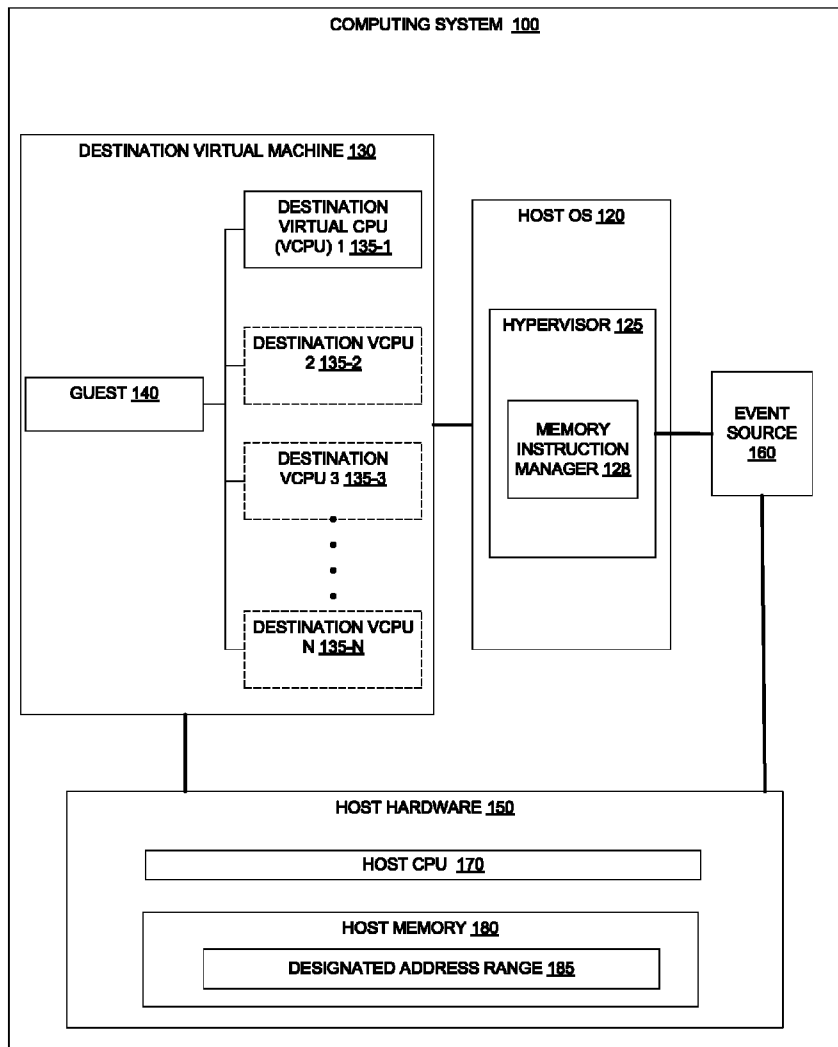 COMPUTING SYSTEM 100
DESTINATION VIRTUAL MACHINE 130
DESTINATION
VIRTUAL CPU
(VCPU) 1 135-1
DESTINATION VCPU
2 135-2
GUEST 140
DESTINATION
VCPU 3 135-3
DESTINATION VCPU
N 135-N
HOST OS 120
HYPERVISOR 125
MEMORY
INSTRUCTION
MANAGER 128
EVENT
SOURCE
160
HOST HARDWARE 150
HOST CPU 170
HOST MEMORY 180
DESIGNATED ADDRESS RANGE 185